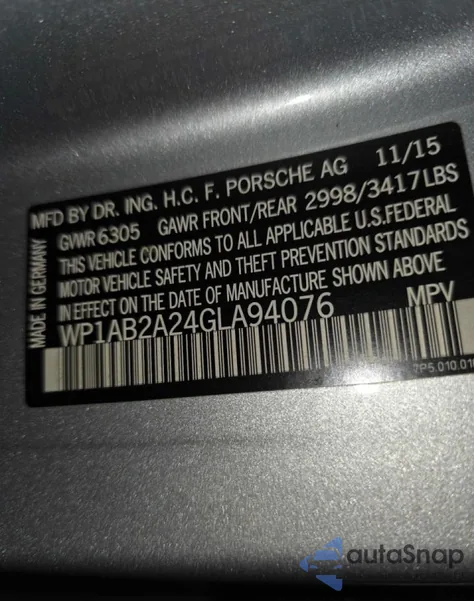 MFD BY DR. ING. H.C. F. PORSCHE AG 11/15
GVWR 6305 GAWR FRONT/REAR 2998/3417LBS
THIS VEHICLE CONFORMS TO ALL APPLICABLE U.S.FEDERAL
MOTOR VEHICLE SAFETY AND THEFT PREVENTION STANDARDS
IN EFFECT ON THE DATE OF MANUFACTURE SHOWN ABOVE
WP1AB2A24GLA94076 MPV
MADE IN GERMANY
autaSnap